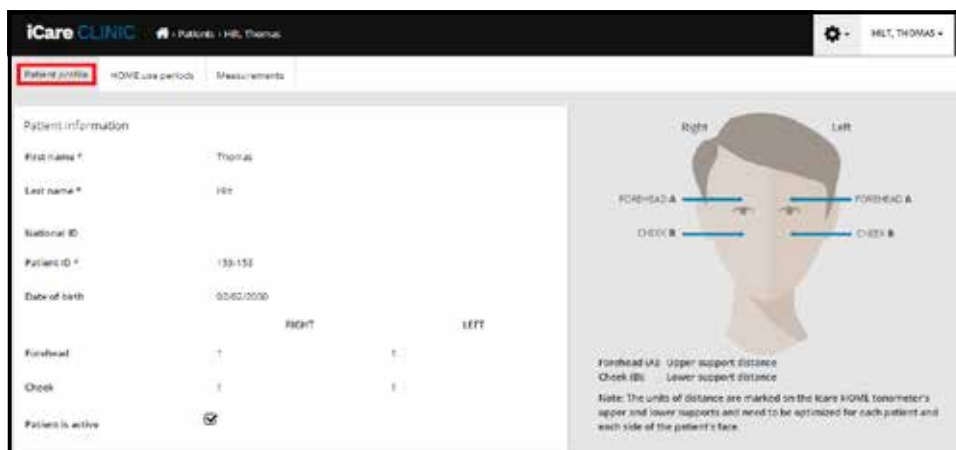 iCare CLINIC
Patients › Hilt, Thomas
HILT, THOMAS
Patient profile
HOME use periods
Measurements
Patient information
First name *
Thomas
Last name *
Hilt
National ID
Patient ID *
Date of birth
RIGHT
LEFT
Forehead
Cheek
Patient is active
Right
Left
FOREHEAD A
FOREHEAD A
CHEEK B
CHEEK B
Forehead (A): Upper support distance
Cheek (B): Lower support distance
Note: The units of distance are marked on the Icare HOME tonometer's
upper and lower supports and need to be optimized for each patient and
each side of the patient's face.